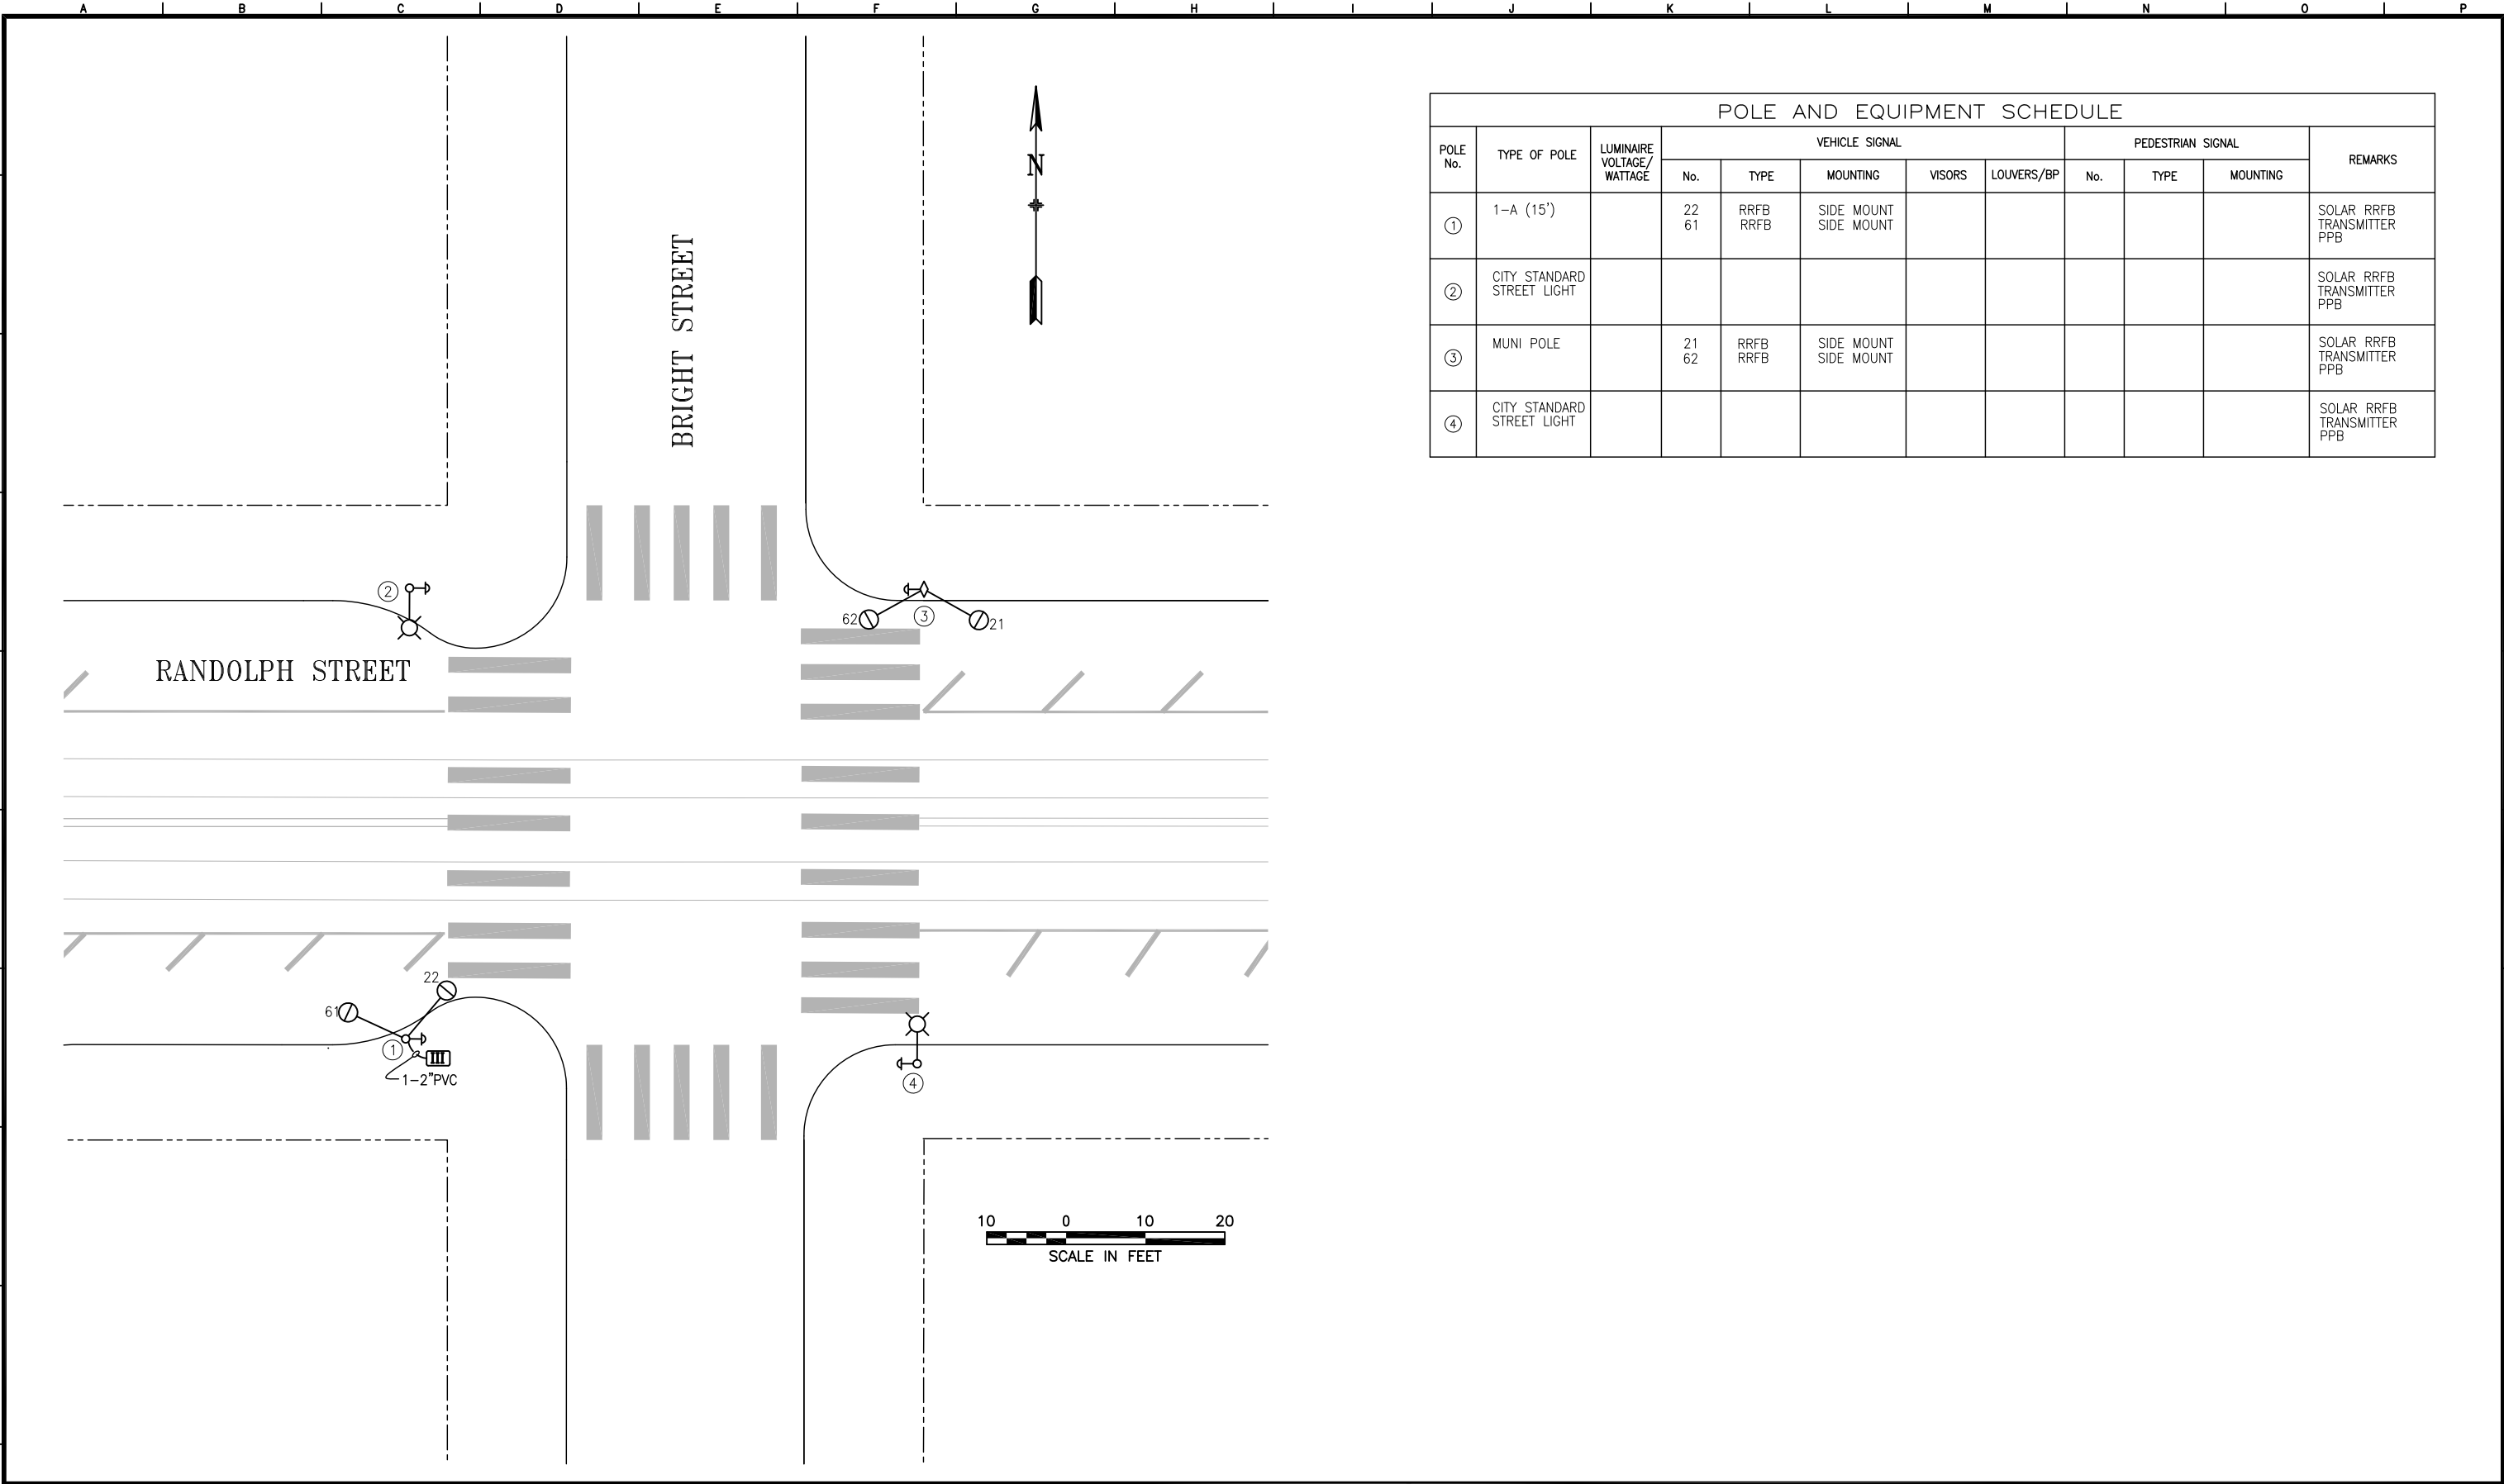 A B C D E F G H I J K L M N O P
POLE AND EQUIPMENT SCHEDULE
POLE No.
TYPE OF POLE
LUMINAIRE VOLTAGE/ WATTAGE
VEHICLE SIGNAL
PEDESTRIAN SIGNAL
REMARKS
No. TYPE MOUNTING VISORS LOUVERS/BP No. TYPE MOUNTING
1 1-A (15') 22 RRFB SIDE MOUNT SOLAR RRFB
61 RRFB SIDE MOUNT TRANSMITTER
PPB
2 CITY STANDARD SOLAR RRFB
STREET LIGHT TRANSMITTER
PPB
3 MUNI POLE 21 RRFB SIDE MOUNT SOLAR RRFB
62 RRFB SIDE MOUNT TRANSMITTER
PPB
4 CITY STANDARD SOLAR RRFB
STREET LIGHT TRANSMITTER
PPB
N
BRIGHT STREET
2
62
3
21
RANDOLPH STREET
22
61
1
III
1-2"PVC
4
10 0 10 20
SCALE IN FEET